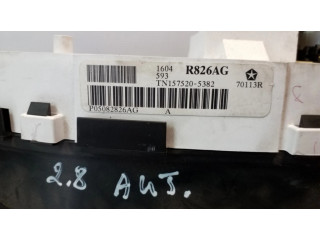 1604 R826AG
593
TN157520-5382 70113R
P05082826AG A
2.8 AUT.